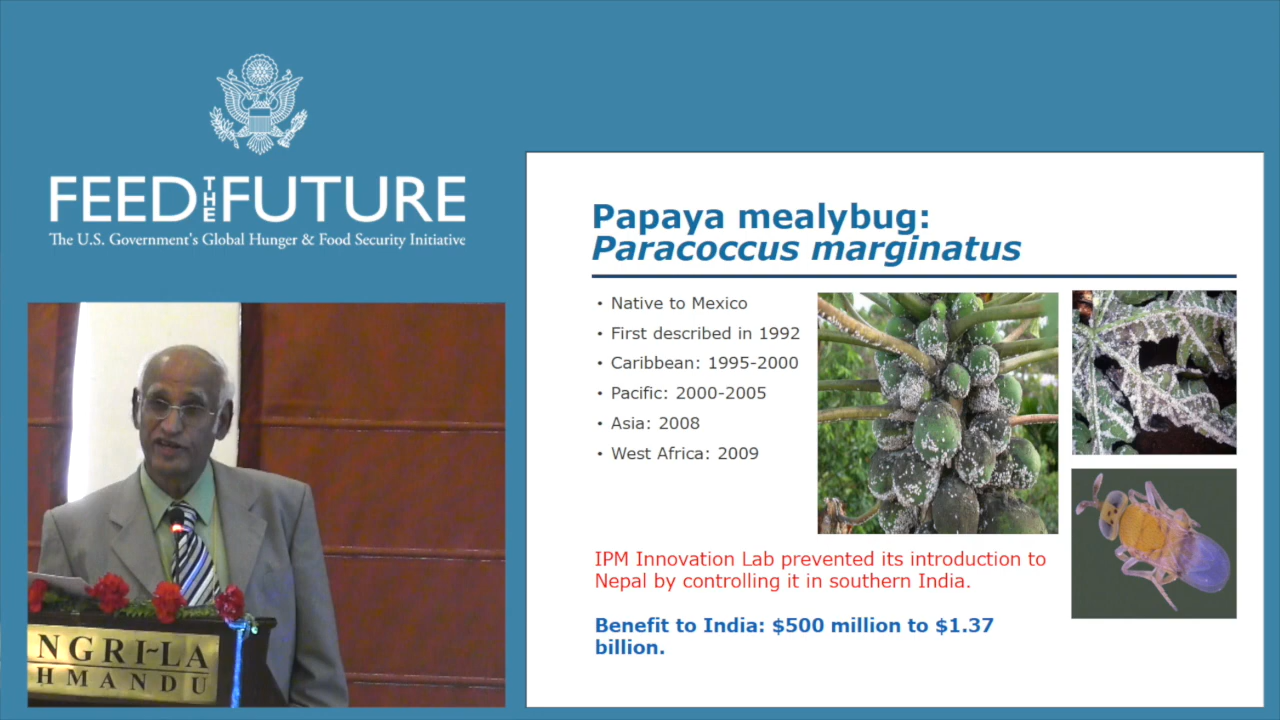 FEED THE FUTURE
The U.S. Government's Global Hunger & Food Security Initiative
Papaya mealybug:
Paracoccus marginatus
• Native to Mexico
• First described in 1992
• Caribbean: 1995-2000
• Pacific: 2000-2005
• Asia: 2008
• West Africa: 2009
IPM Innovation Lab prevented its introduction to
Nepal by controlling it in southern India.
Benefit to India: $500 million to $1.37
billion.
NGRI~LA
HMANDU